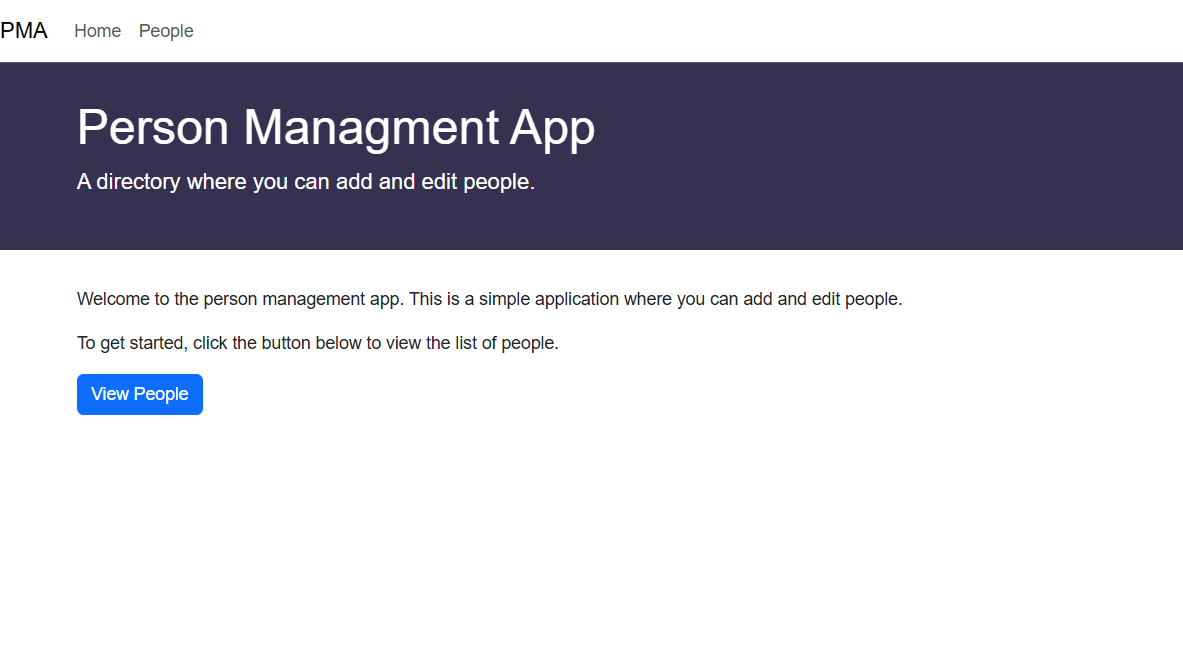 PMA Home People
Person Managment App
A directory where you can add and edit people.
Welcome to the person management app. This is a simple application where you can add and edit people.
To get started, click the button below to view the list of people.
View People